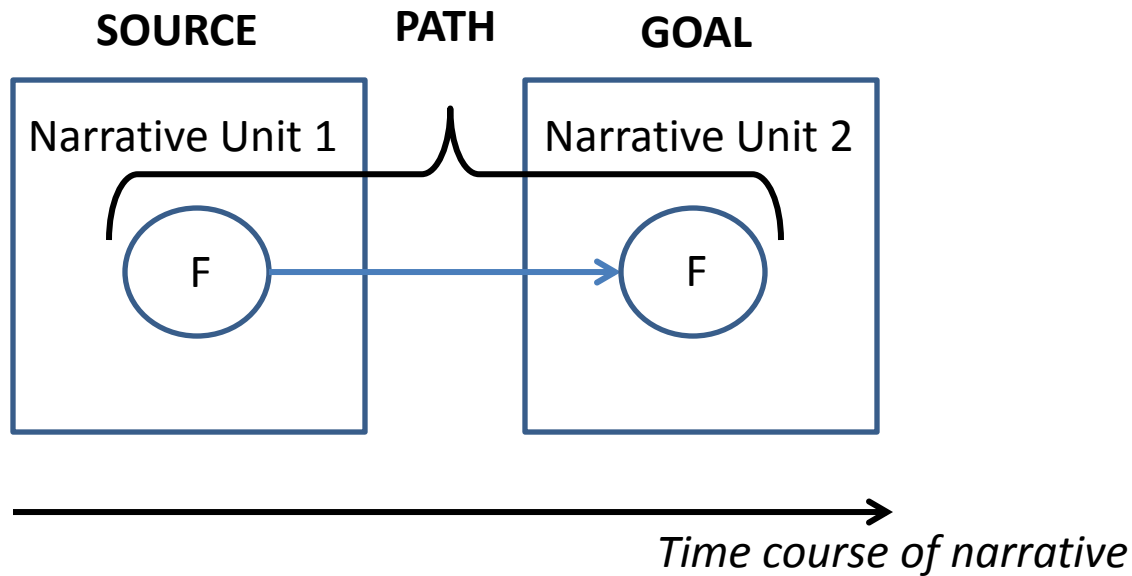 SOURCE PATH GOAL
Narrative Unit 1 Narrative Unit 2
F F
Time course of narrative